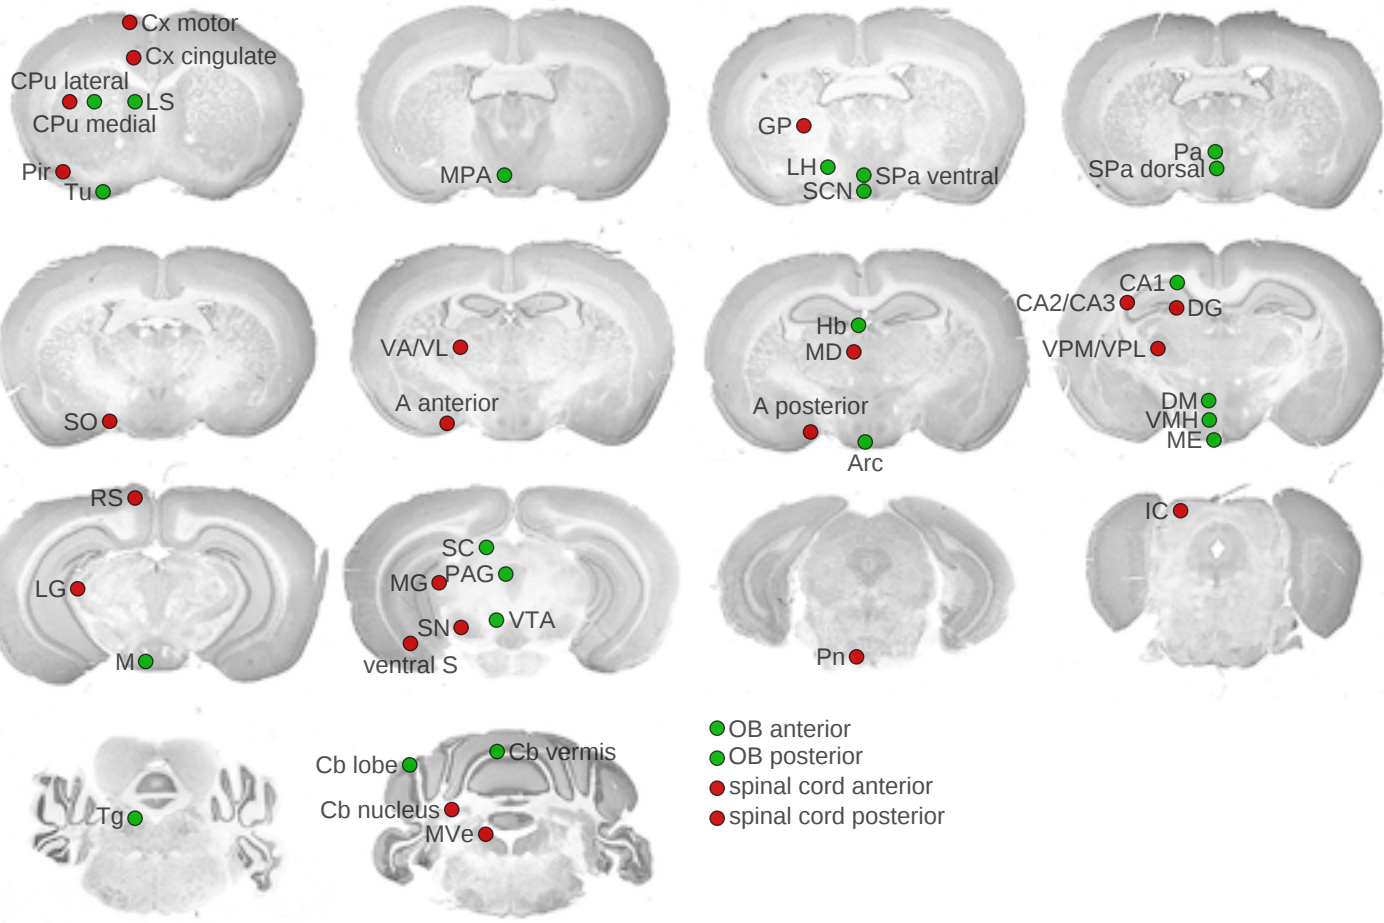 Cx motor
Cx cingulate
CPu lateral
LS
CPu medial
Pir
Tu
MPA
GP
LH
SPa ventral
SCN
Pa
SPa dorsal
SO
VA/VL
A anterior
Hb
MD
A posterior
Arc
CA1
CA2/CA3
DG
VPM/VPL
DM
VMH
ME
RS
LG
M
SC
MG
PAG
SN
VTA
ventral S
Pn
IC
Tg
Cb lobe
Cb vermis
Cb nucleus
MVe
OB anterior
OB posterior
spinal cord anterior
spinal cord posterior